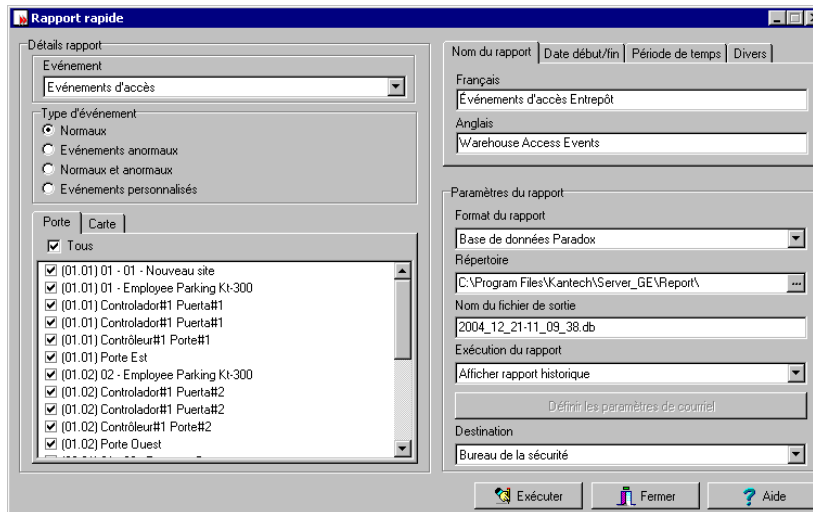 Rapport rapide
Détails rapport
Evénement
Evénements d'accès
Type d'événement
Normaux
Evénements anormaux
Normaux et anormaux
Evénements personnalisés
Porte Carte
Tous
(01.01) 01 - 01 - Nouveau site
(01.01) 01 - Employee Parking Kt-300
(01.01) Controlador#1 Puerta#1
(01.01) Controlador#1 Puerta#1
(01.01) Contrôleur#1 Porte#1
(01.01) Porte Est
(01.02) 02 - Employee Parking Kt-300
(01.02) Controlador#1 Puerta#2
(01.02) Controlador#1 Puerta#2
(01.02) Contrôleur#1 Porte#2
(01.02) Porte Ouest
Nom du rapport Date début/fin Période de temps Divers
Français
Événements d'accès Entrepôt
Anglais
Warehouse Access Events
Paramètres du rapport
Format du rapport
Base de données Paradox
Répertoire
C:\Program Files\Kantech\Server_GE\Report\ ...
Nom du fichier de sortie
2004_12_21-11_09_38.db
Exécution du rapport
Afficher rapport historique
Définir les paramètres de courriel
Destination
Bureau de la sécurité
Exécuter Fermer Aide